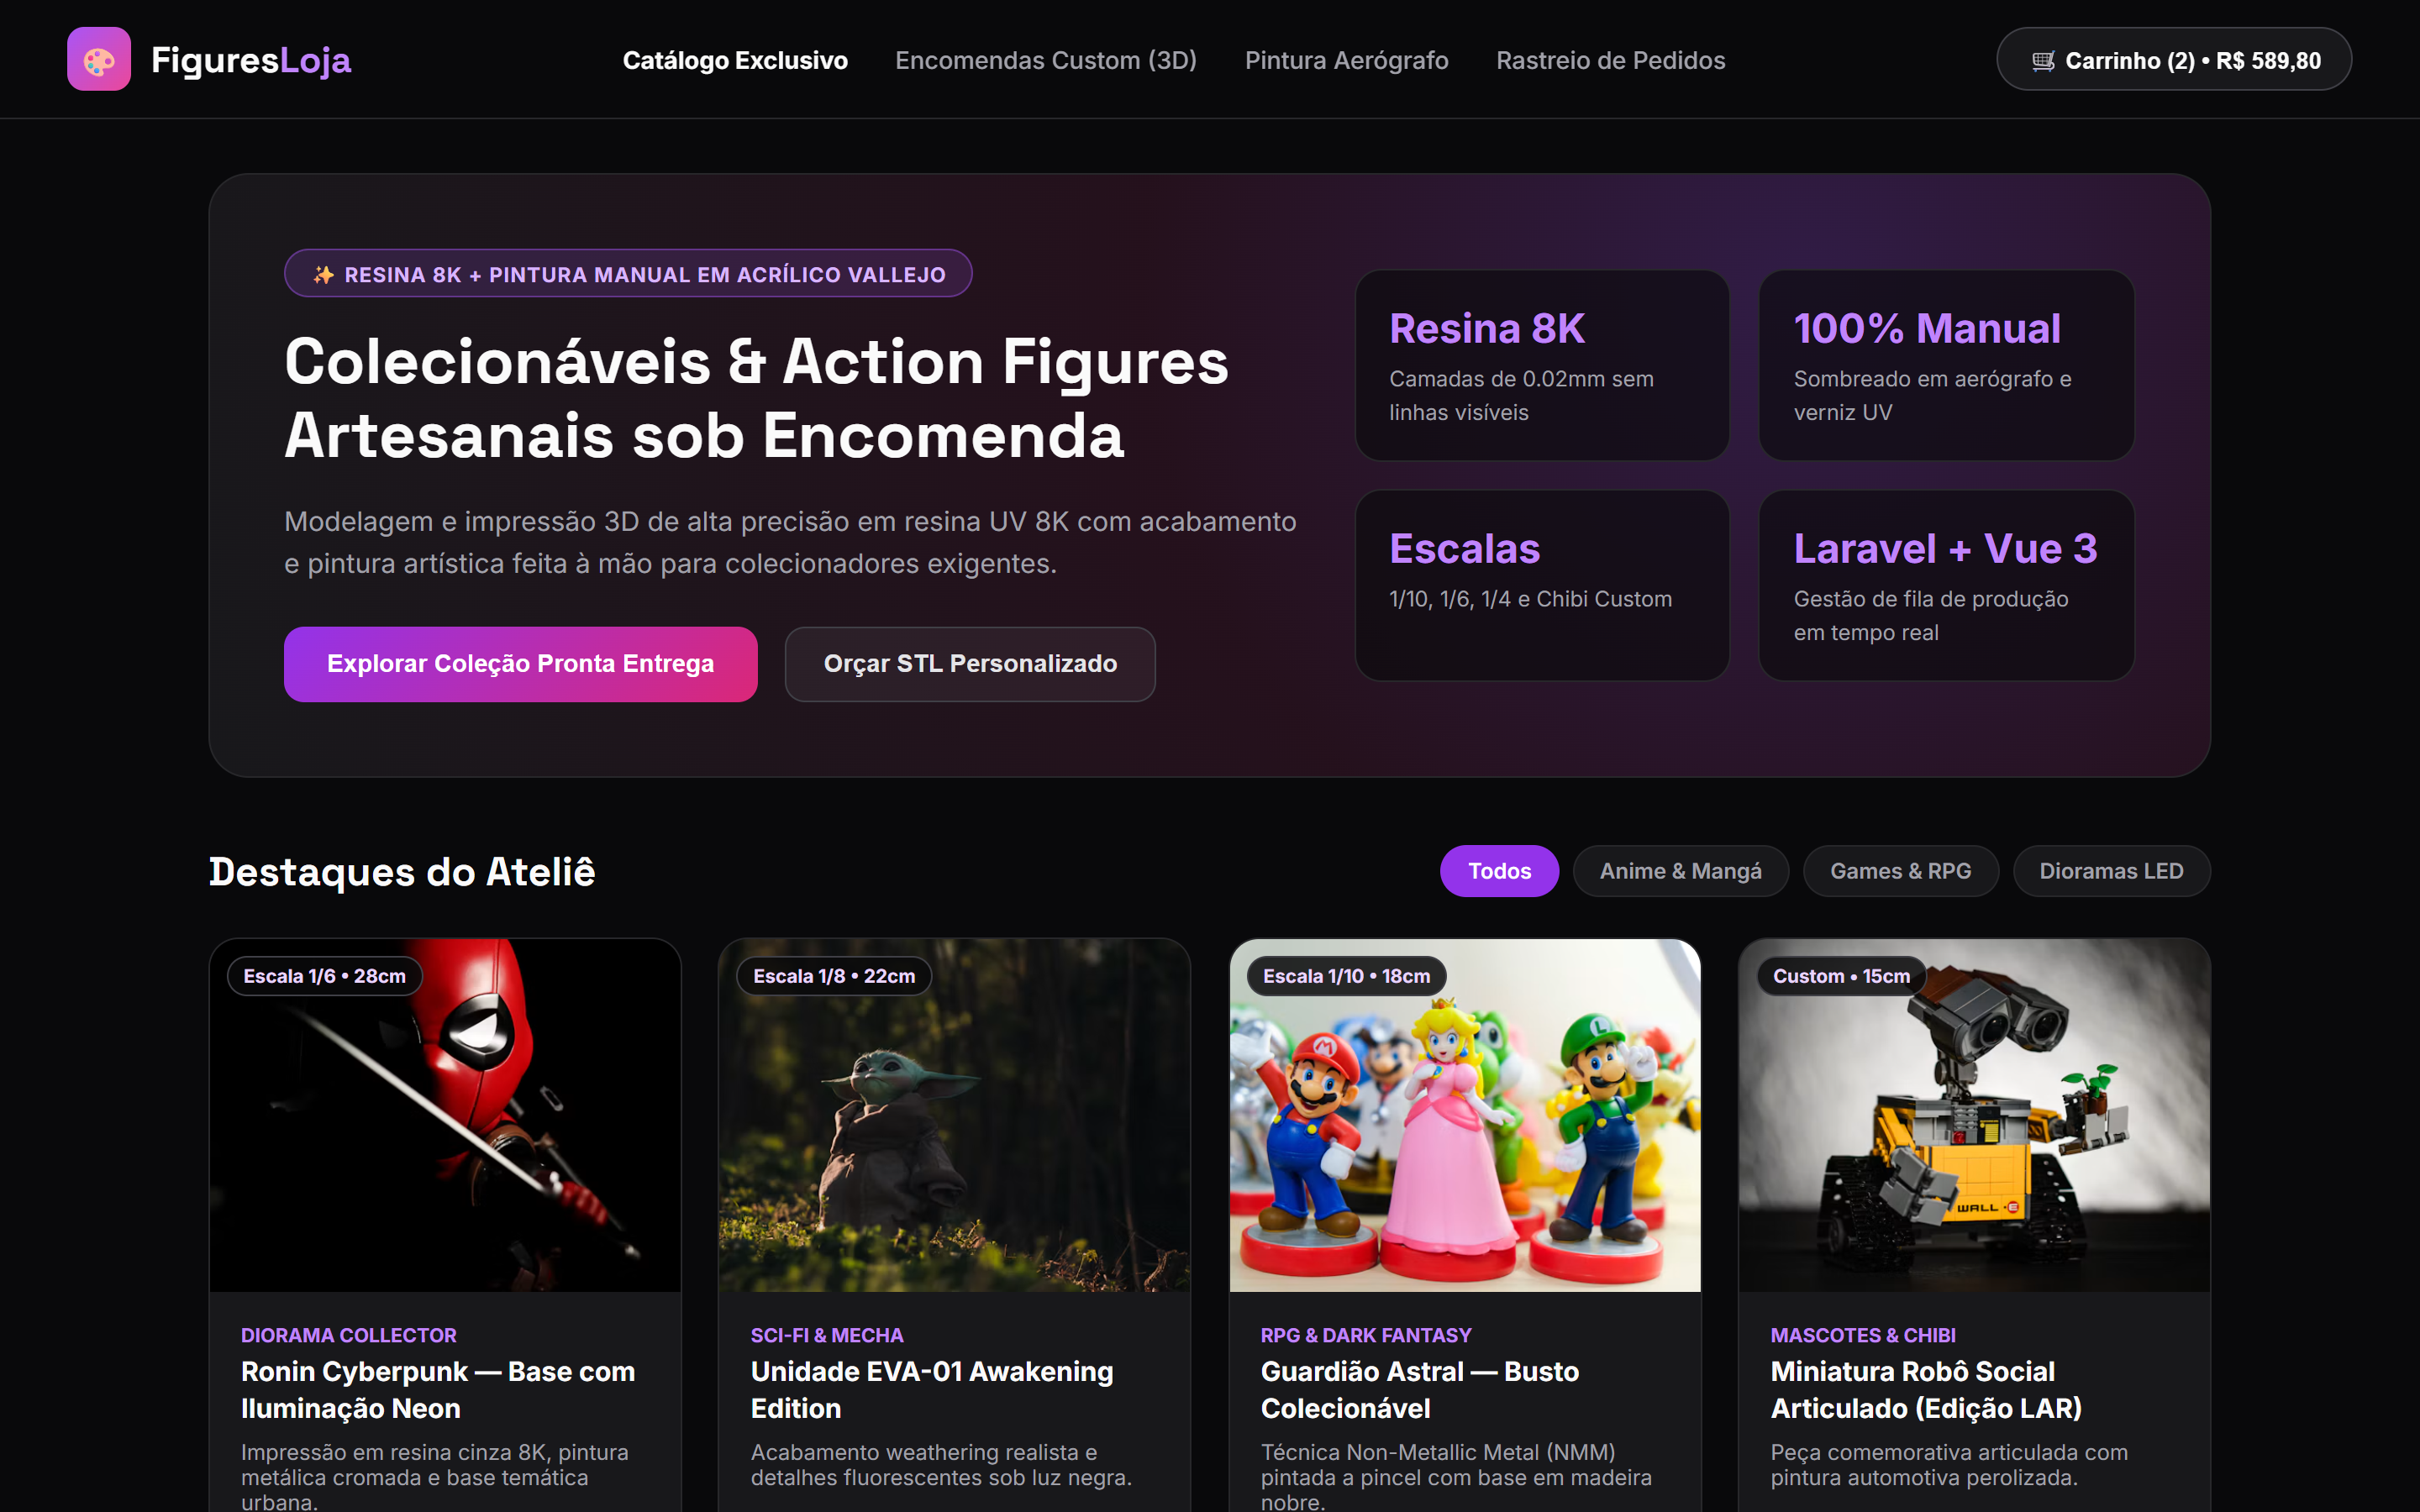 FiguresLoja
Catálogo Exclusivo
Encomendas Custom (3D)
Pintura Aerógrafo
Rastreio de Pedidos
Carrinho (2) • R$ 589,80
RESINA 8K + PINTURA MANUAL EM ACRÍLICO VALLEJO
Colecionáveis & Action Figures
Artesanais sob Encomenda
Modelagem e impressão 3D de alta precisão em resina UV 8K com acabamento
e pintura artística feita à mão para colecionadores exigentes.
Explorar Coleção Pronta Entrega
Orçar STL Personalizado
Resina 8K
Camadas de 0.02mm sem
linhas visíveis
100% Manual
Sombreado em aerógrafo e
verniz UV
Escalas
1/10, 1/6, 1/4 e Chibi Custom
Laravel + Vue 3
Gestão de fila de produção
em tempo real
Destaques do Ateliê
Todos
Anime & Mangá
Games & RPG
Dioramas LED
Escala 1/6 • 28cm
DIORAMA COLLECTOR
Ronin Cyberpunk — Base com
Iluminação Neon
Impressão em resina cinza 8K, pintura
metálica cromada e base temática
urbana.
Escala 1/8 • 22cm
SCI-FI & MECHA
Unidade EVA-01 Awakening
Edition
Acabamento weathering realista e
detalhes fluorescentes sob luz negra.
Escala 1/10 • 18cm
M
L
RPG & DARK FANTASY
Guardião Astral — Busto
Colecionável
Técnica Non-Metallic Metal (NMM)
pintada a pincel com base em madeira
nobre.
Custom • 15cm
WALL•E
MASCOTES & CHIBI
Miniatura Robô Social
Articulado (Edição LAR)
Peça comemorativa articulada com
pintura automotiva perolizada.